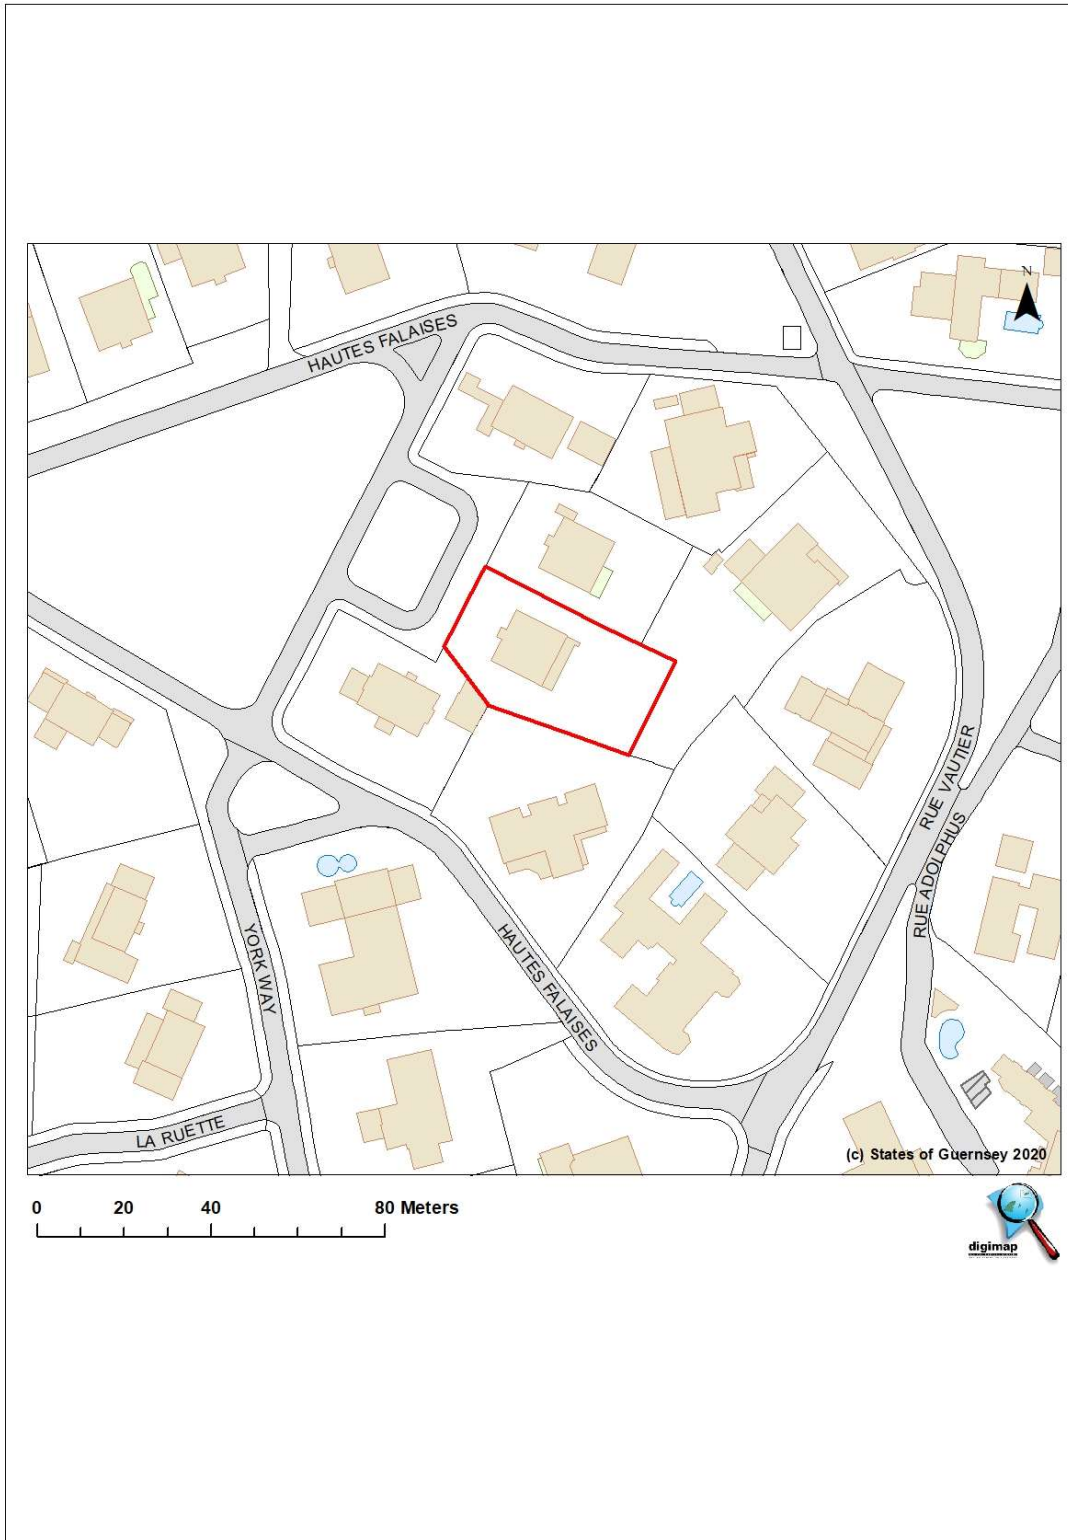 N
HAUTES FALAISES
RUE VAUTIER
RUE ADOLPHUS
YORK WAY
HAUTES FALAISES
LA RUETTE
(c) States of Guernsey 2020
0 20 40 80 Meters
digimap